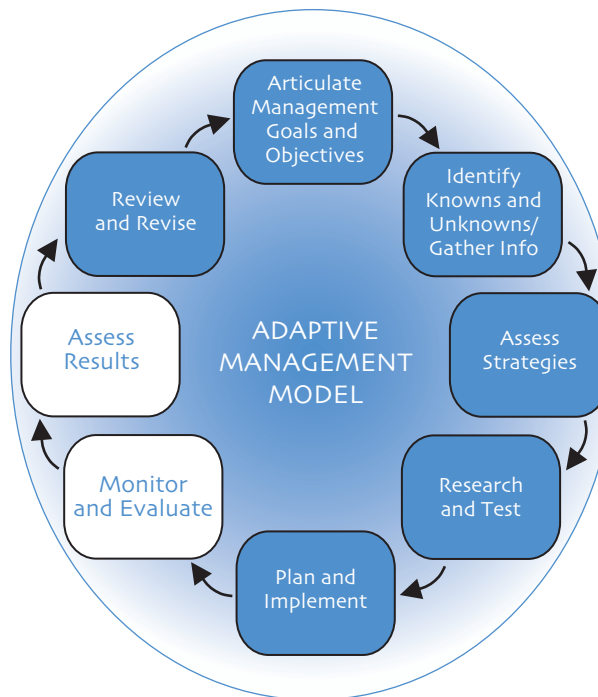 Articulate
Management
Goals and
Objectives
Identify
Knowns and
Unknowns/
Gather Info
Assess
Strategies
Research
and Test
Plan and
Implement
Monitor
and Evaluate
Assess
Results
Review
and Revise
ADAPTIVE
MANAGEMENT
MODEL